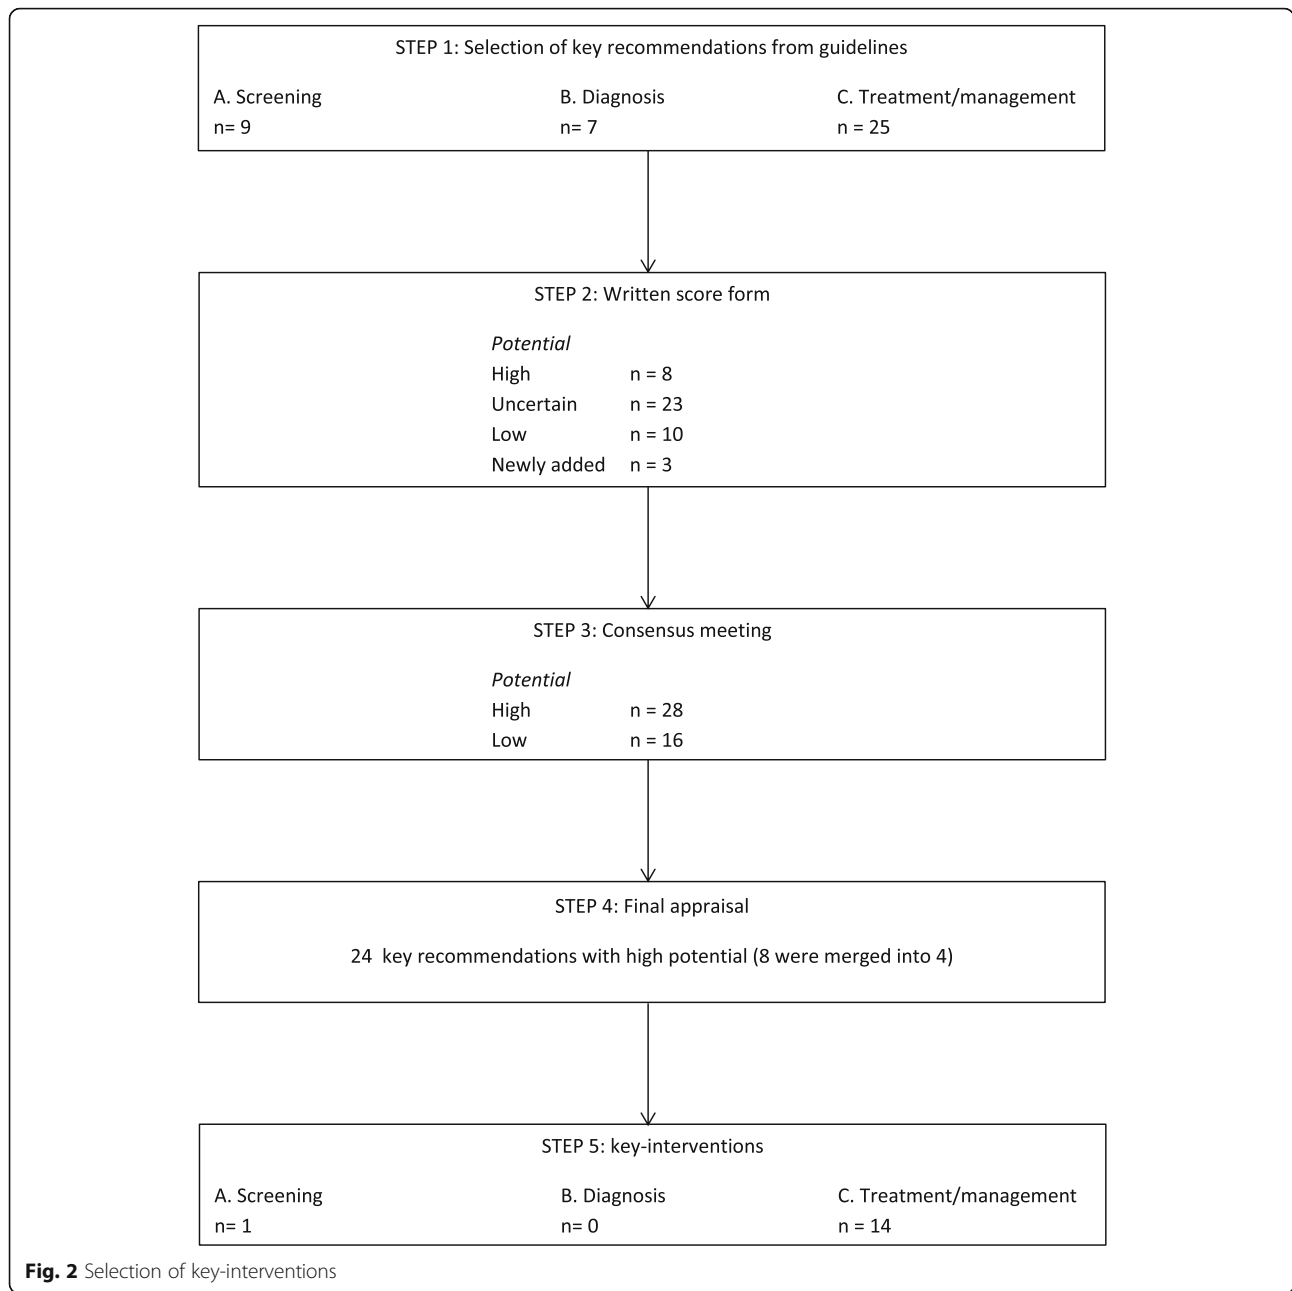 STEP 1: Selection of key recommendations from guidelines
A. Screening B. Diagnosis C. Treatment/management
n= 9 n= 7 n = 25
STEP 2: Written score form
Potential
High n = 8
Uncertain n = 23
Low n = 10
Newly added n = 3
STEP 3: Consensus meeting
Potential
High n = 28
Low n = 16
STEP 4: Final appraisal
24 key recommendations with high potential (8 were merged into 4)
STEP 5: key-interventions
A. Screening B. Diagnosis C. Treatment/management
n= 1 n= 0 n = 14
Fig. 2 Selection of key-interventions